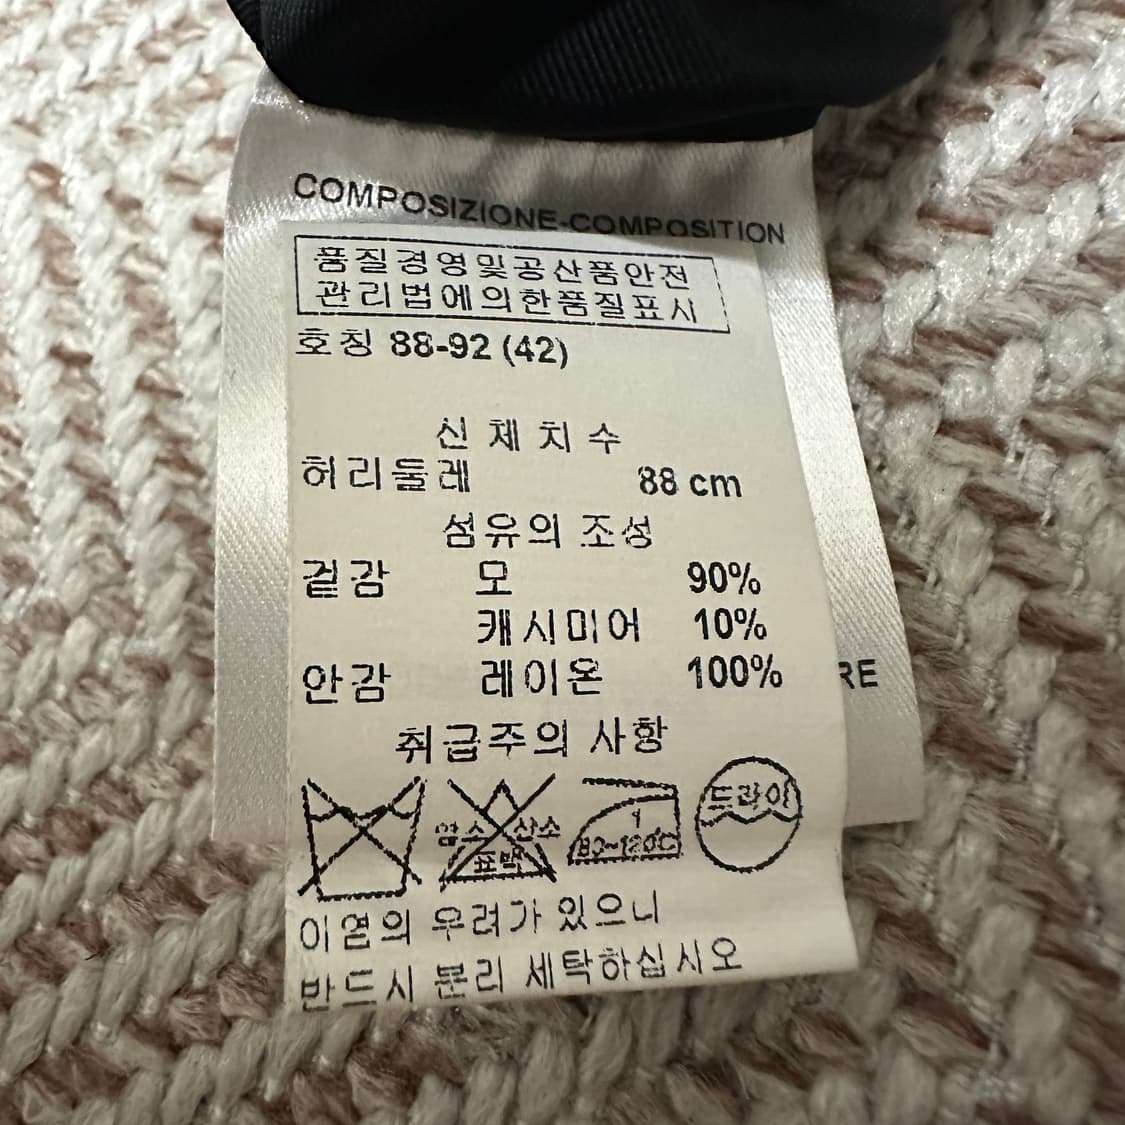 COMPOSIZIONE-COMPOSITION
품질경영및공산품안전
관리법에의한품질표시
호칭 88-92 (42)
신체치수
허리둘레 88 cm
섬유의 조성
겉감 모 90%
캐시미어 10%
안감 레이온 100%
RE
취급주의 사항
염소 산소
표백
1
80~120℃
드라이
이염의 우려가 있으니
반드시 분리 세탁하십시오